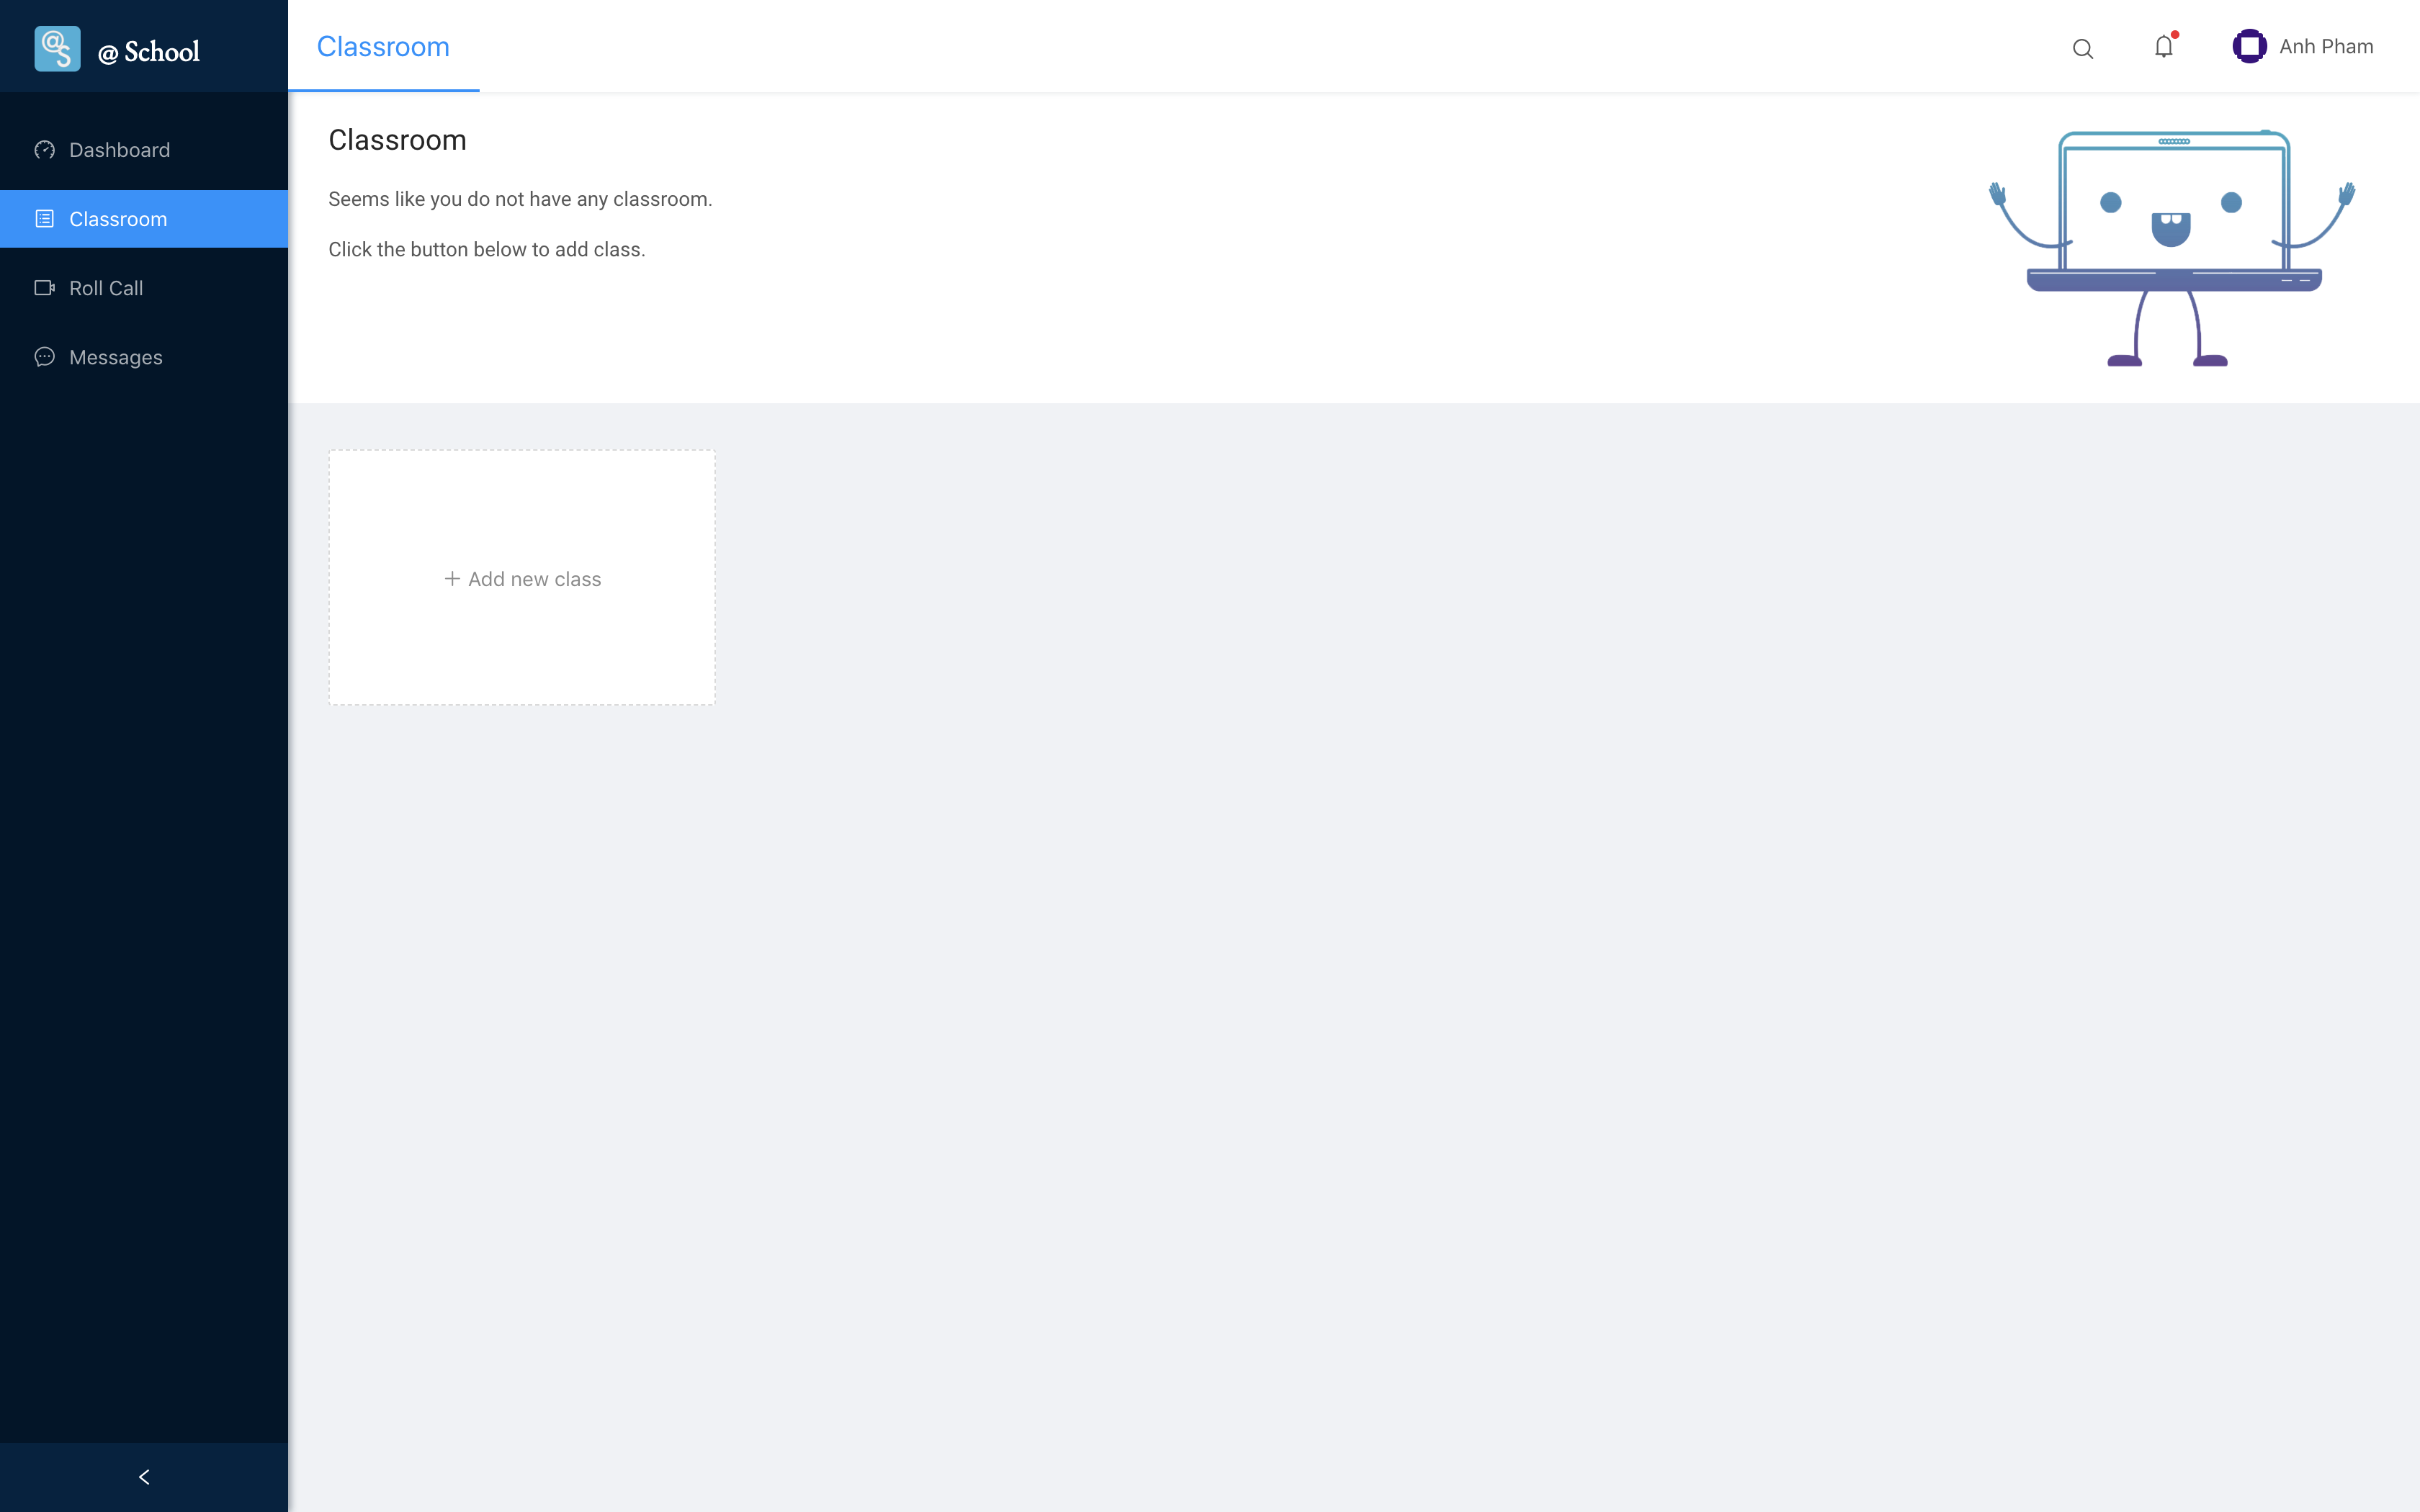 @S
@ School
Dashboard
Classroom
Roll Call
Messages
Classroom
Anh Pham
Classroom
Seems like you do not have any classroom.
Click the button below to add class.
+ Add new class